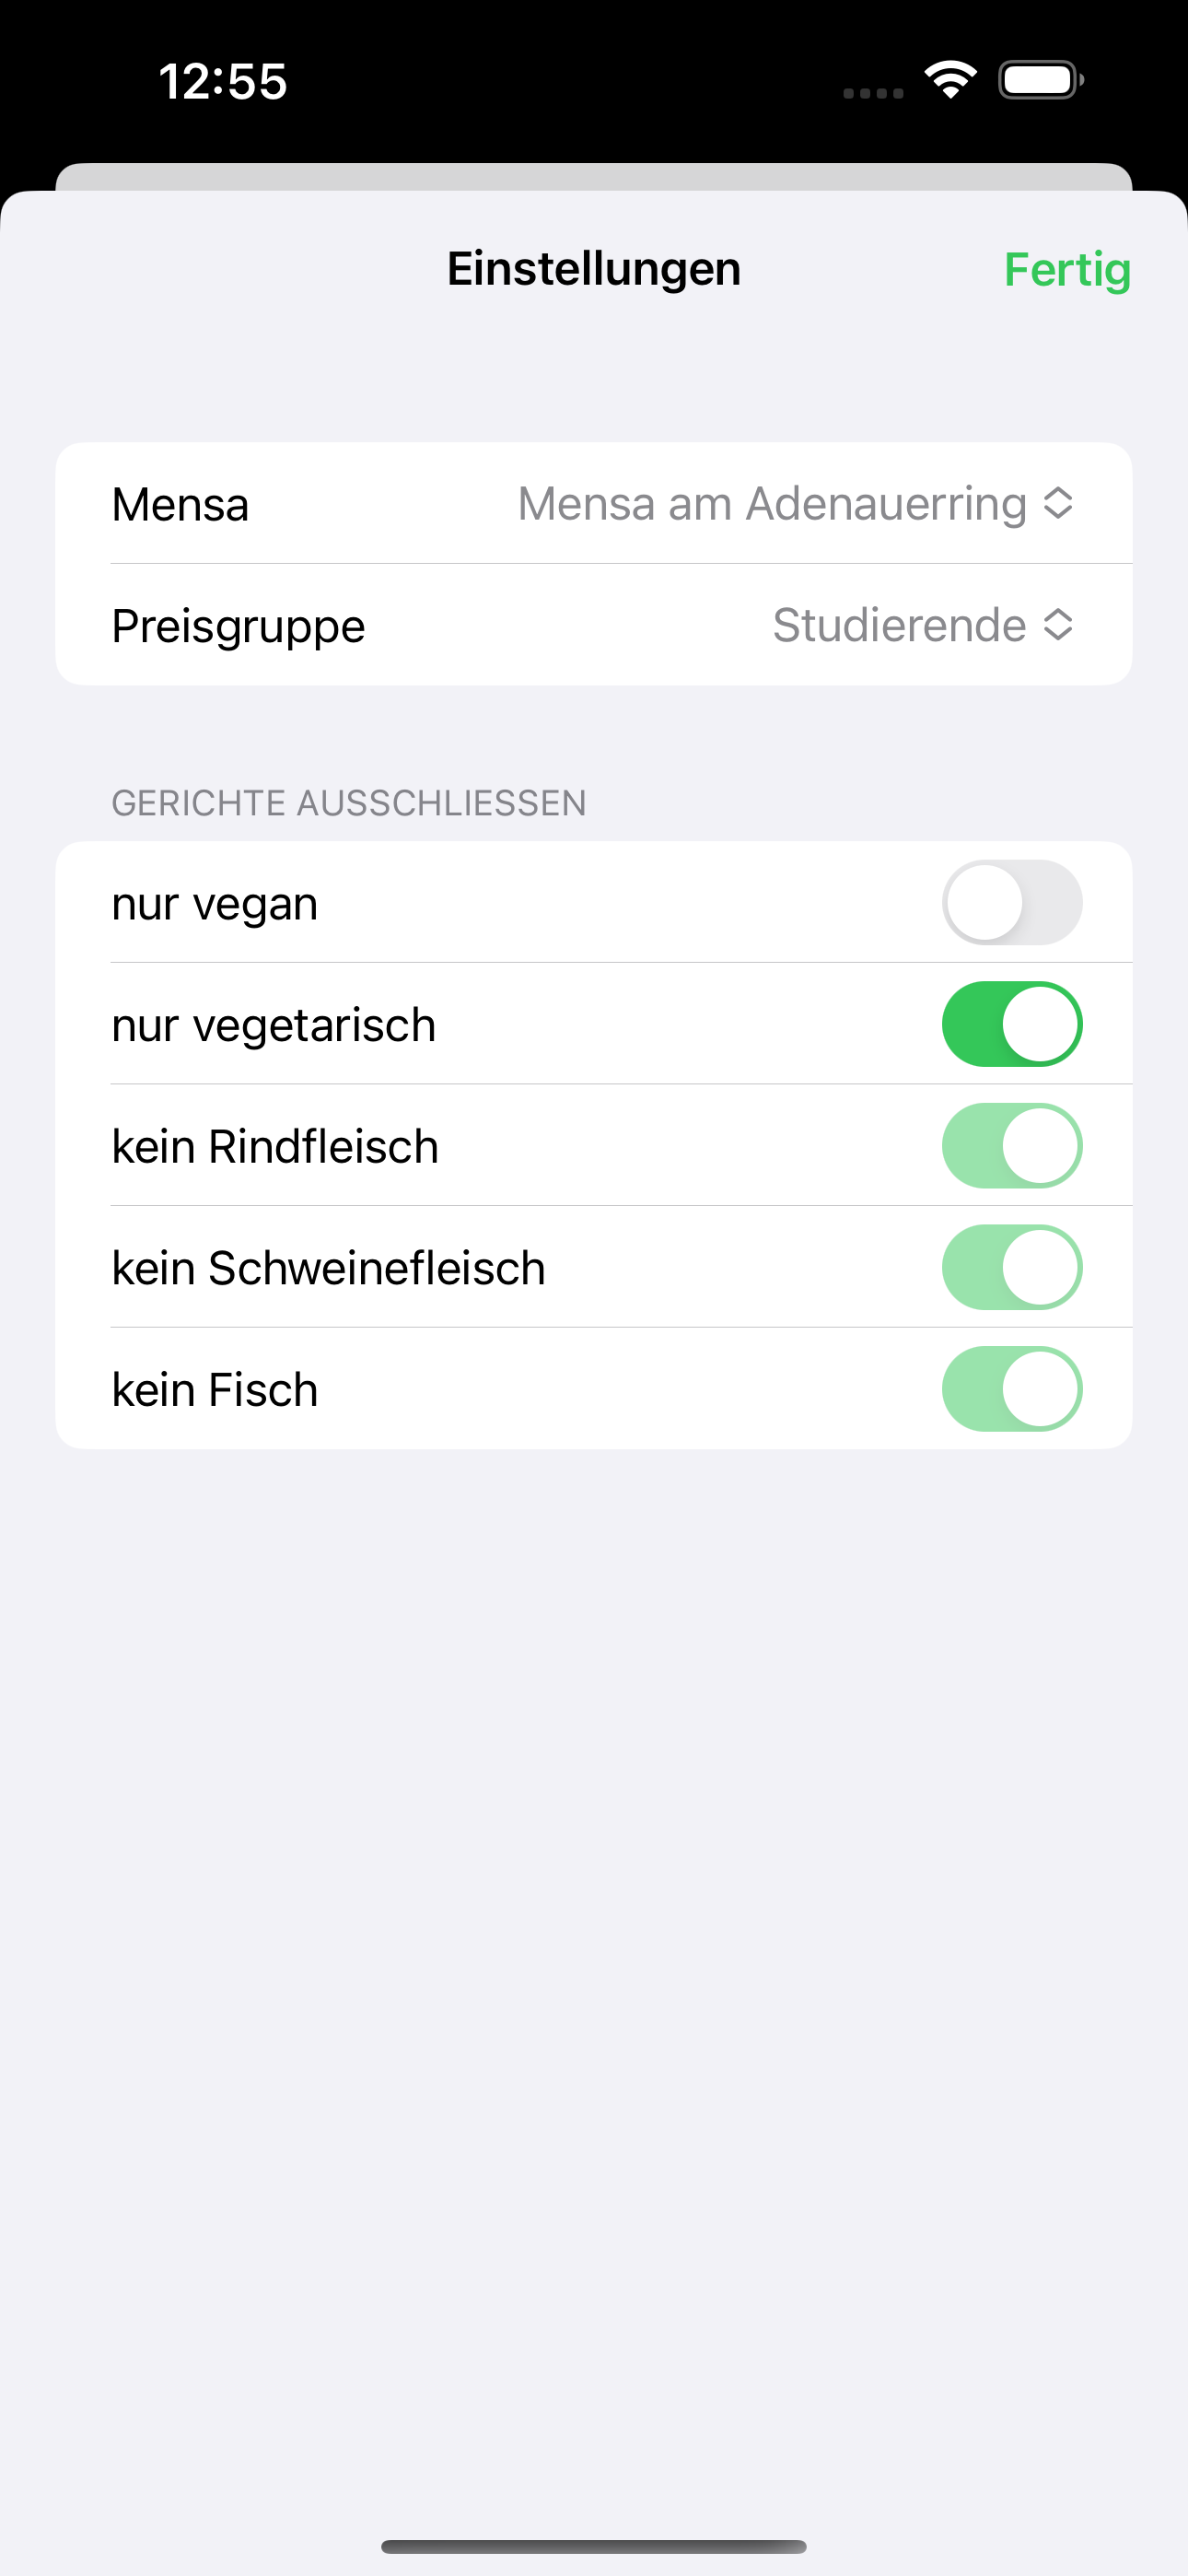 12:55
Einstellungen
Fertig
Mensa
Mensa am Adenauerring
Preisgruppe
Studierende
GERICHTE AUSSCHLIESSEN
nur vegan
nur vegetarisch
kein Rindfleisch
kein Schweinefleisch
kein Fisch